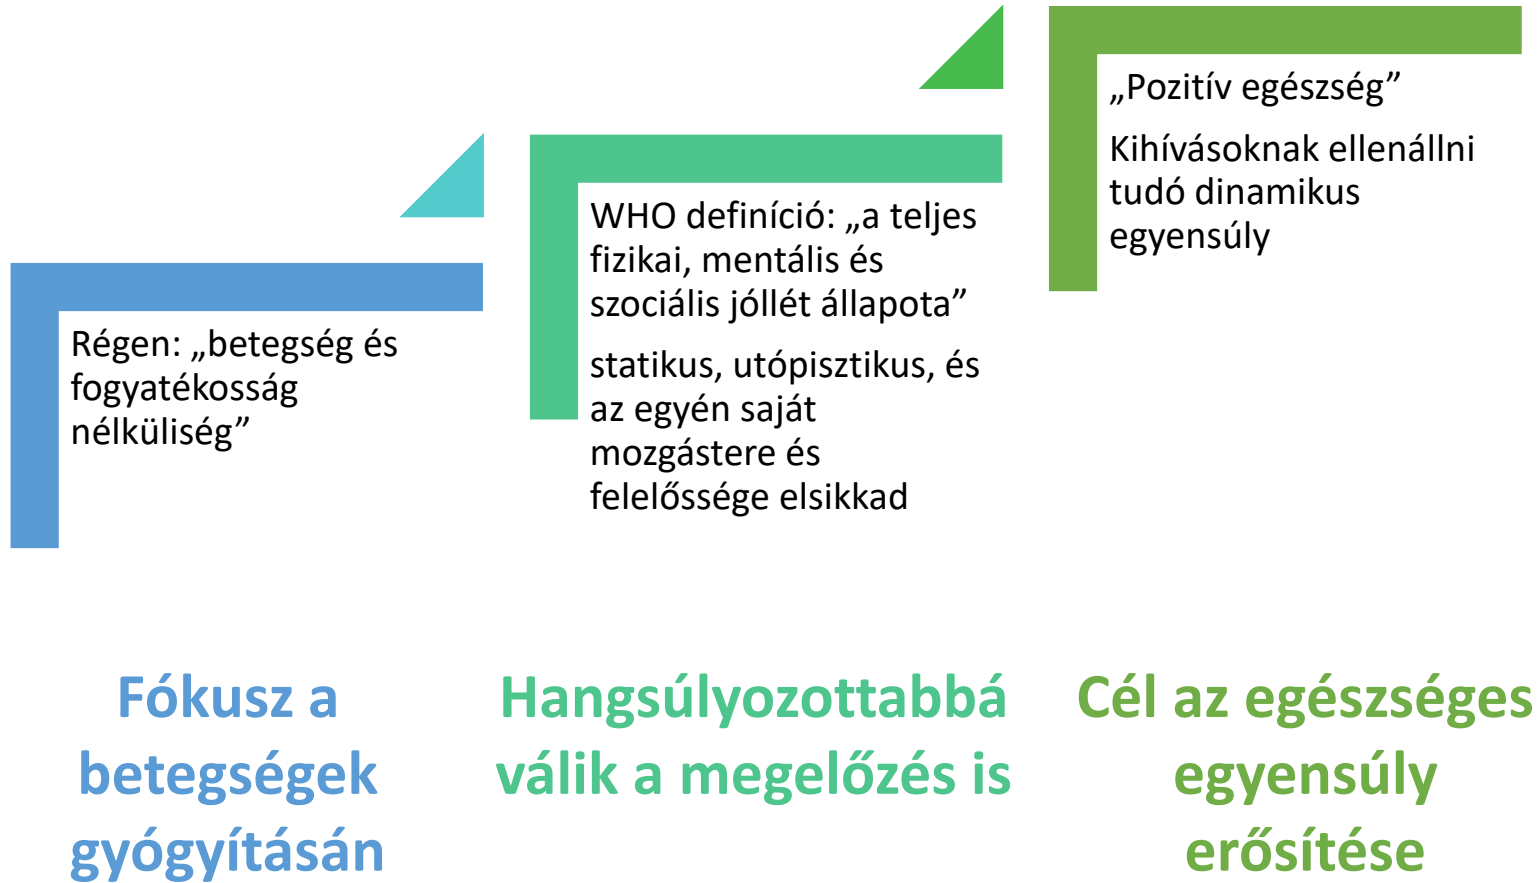 Régen: „betegség és
fogyatékosság
nélküliség”
WHO definíció: „a teljes
fizikai, mentális és
szociális jóllét állapota”
statikus, utópisztikus, és
az egyén saját
mozgástere és
felelőssége elsikkad
„Pozitív egészség”
Kihívásoknak ellenállni
tudó dinamikus
egyensúly
Fókusz a
betegségek
gyógyításán
Hangsúlyozottabbá
válik a megelőzés is
Cél az egészséges
egyensúly
erősítése